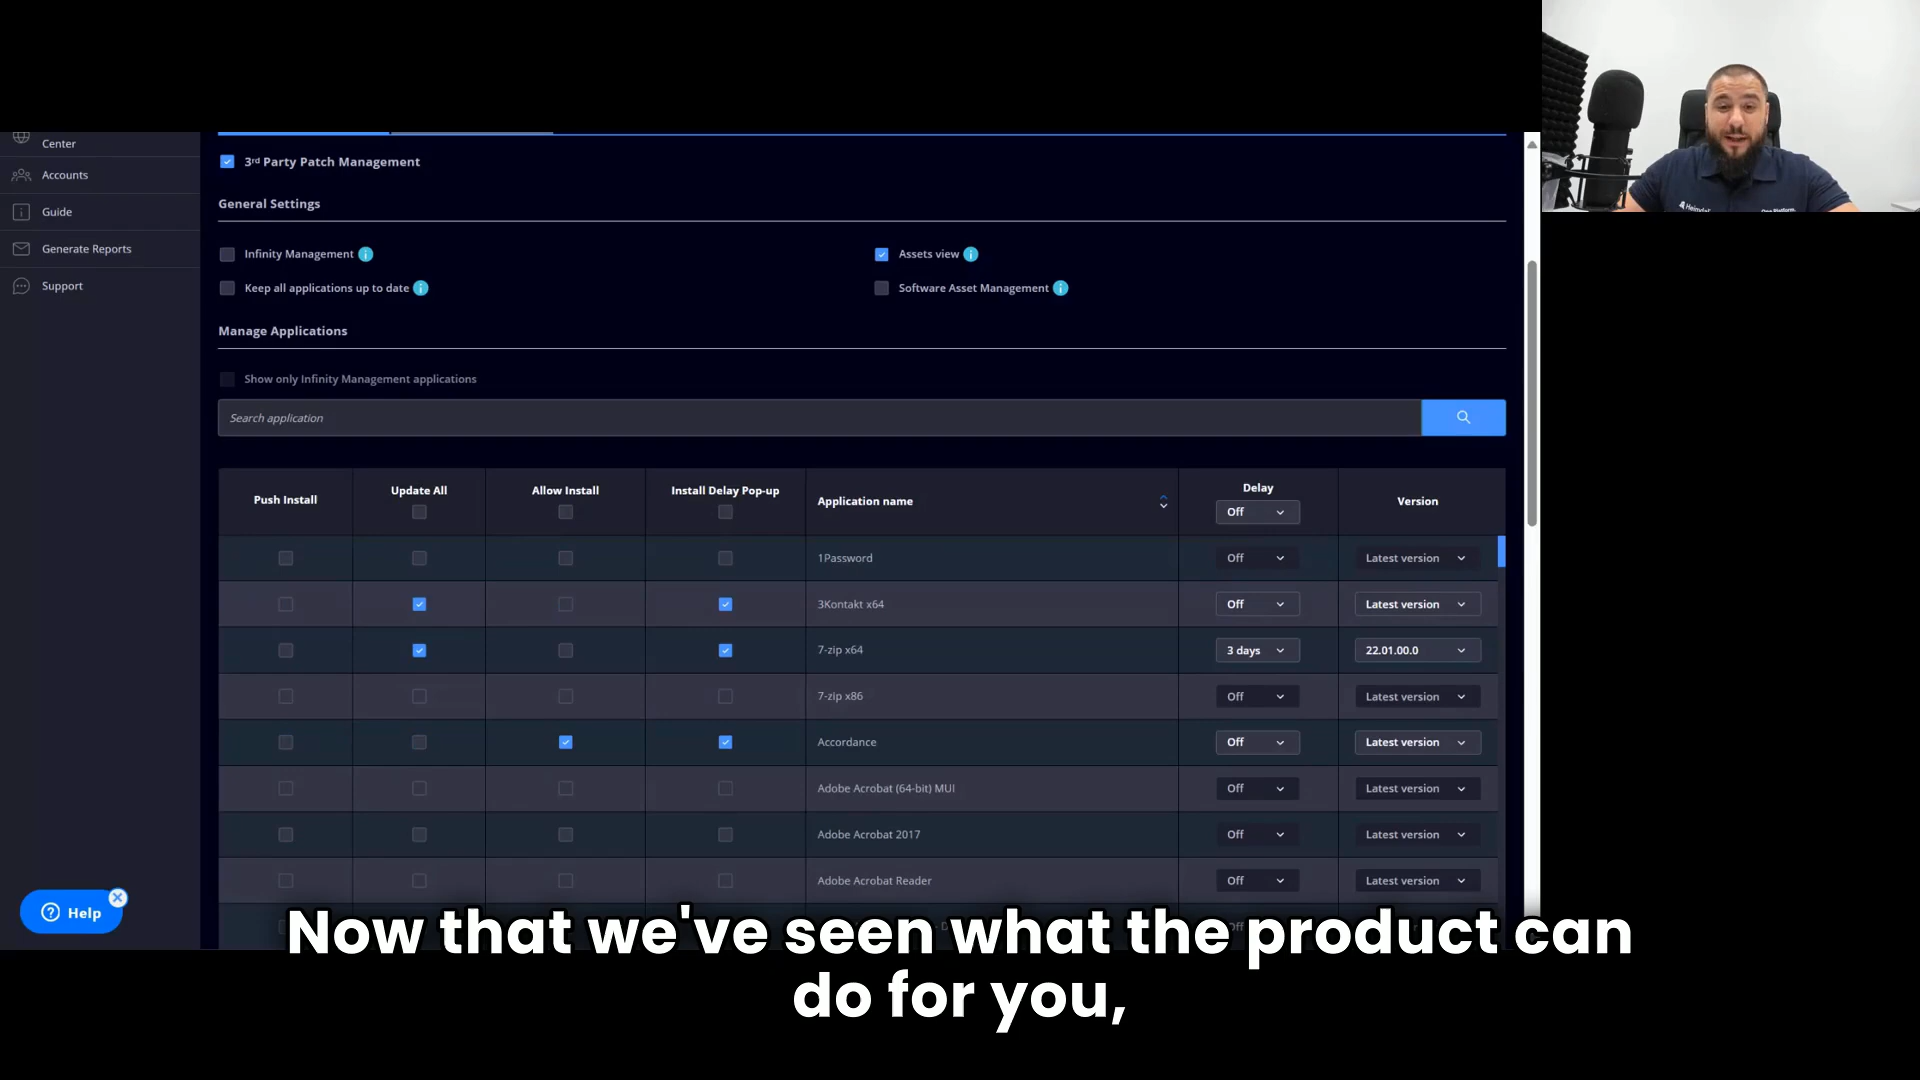 Center
Accounts
Guide
Generate Reports
Support
Help
3rd Party Patch Management
General Settings
Infinity Management
Assets view
Keep all applications up to date
Software Asset Management
Manage Applications
Show only Infinity Management applications
Search application
Push Install Update All Allow Install Install Delay Pop-up Application name Delay Version
Off
1Password Off Latest version
3Kontakt x64 Off Latest version
7-zip x64 3 days 22.01.00.0
7-zip x86 Off Latest version
Accordance Off Latest version
Adobe Acrobat (64-bit) MUI Off Latest version
Adobe Acrobat 2017 Off Latest version
Adobe Acrobat Reader Off Latest version
Now that we've seen what the product can
do for you,